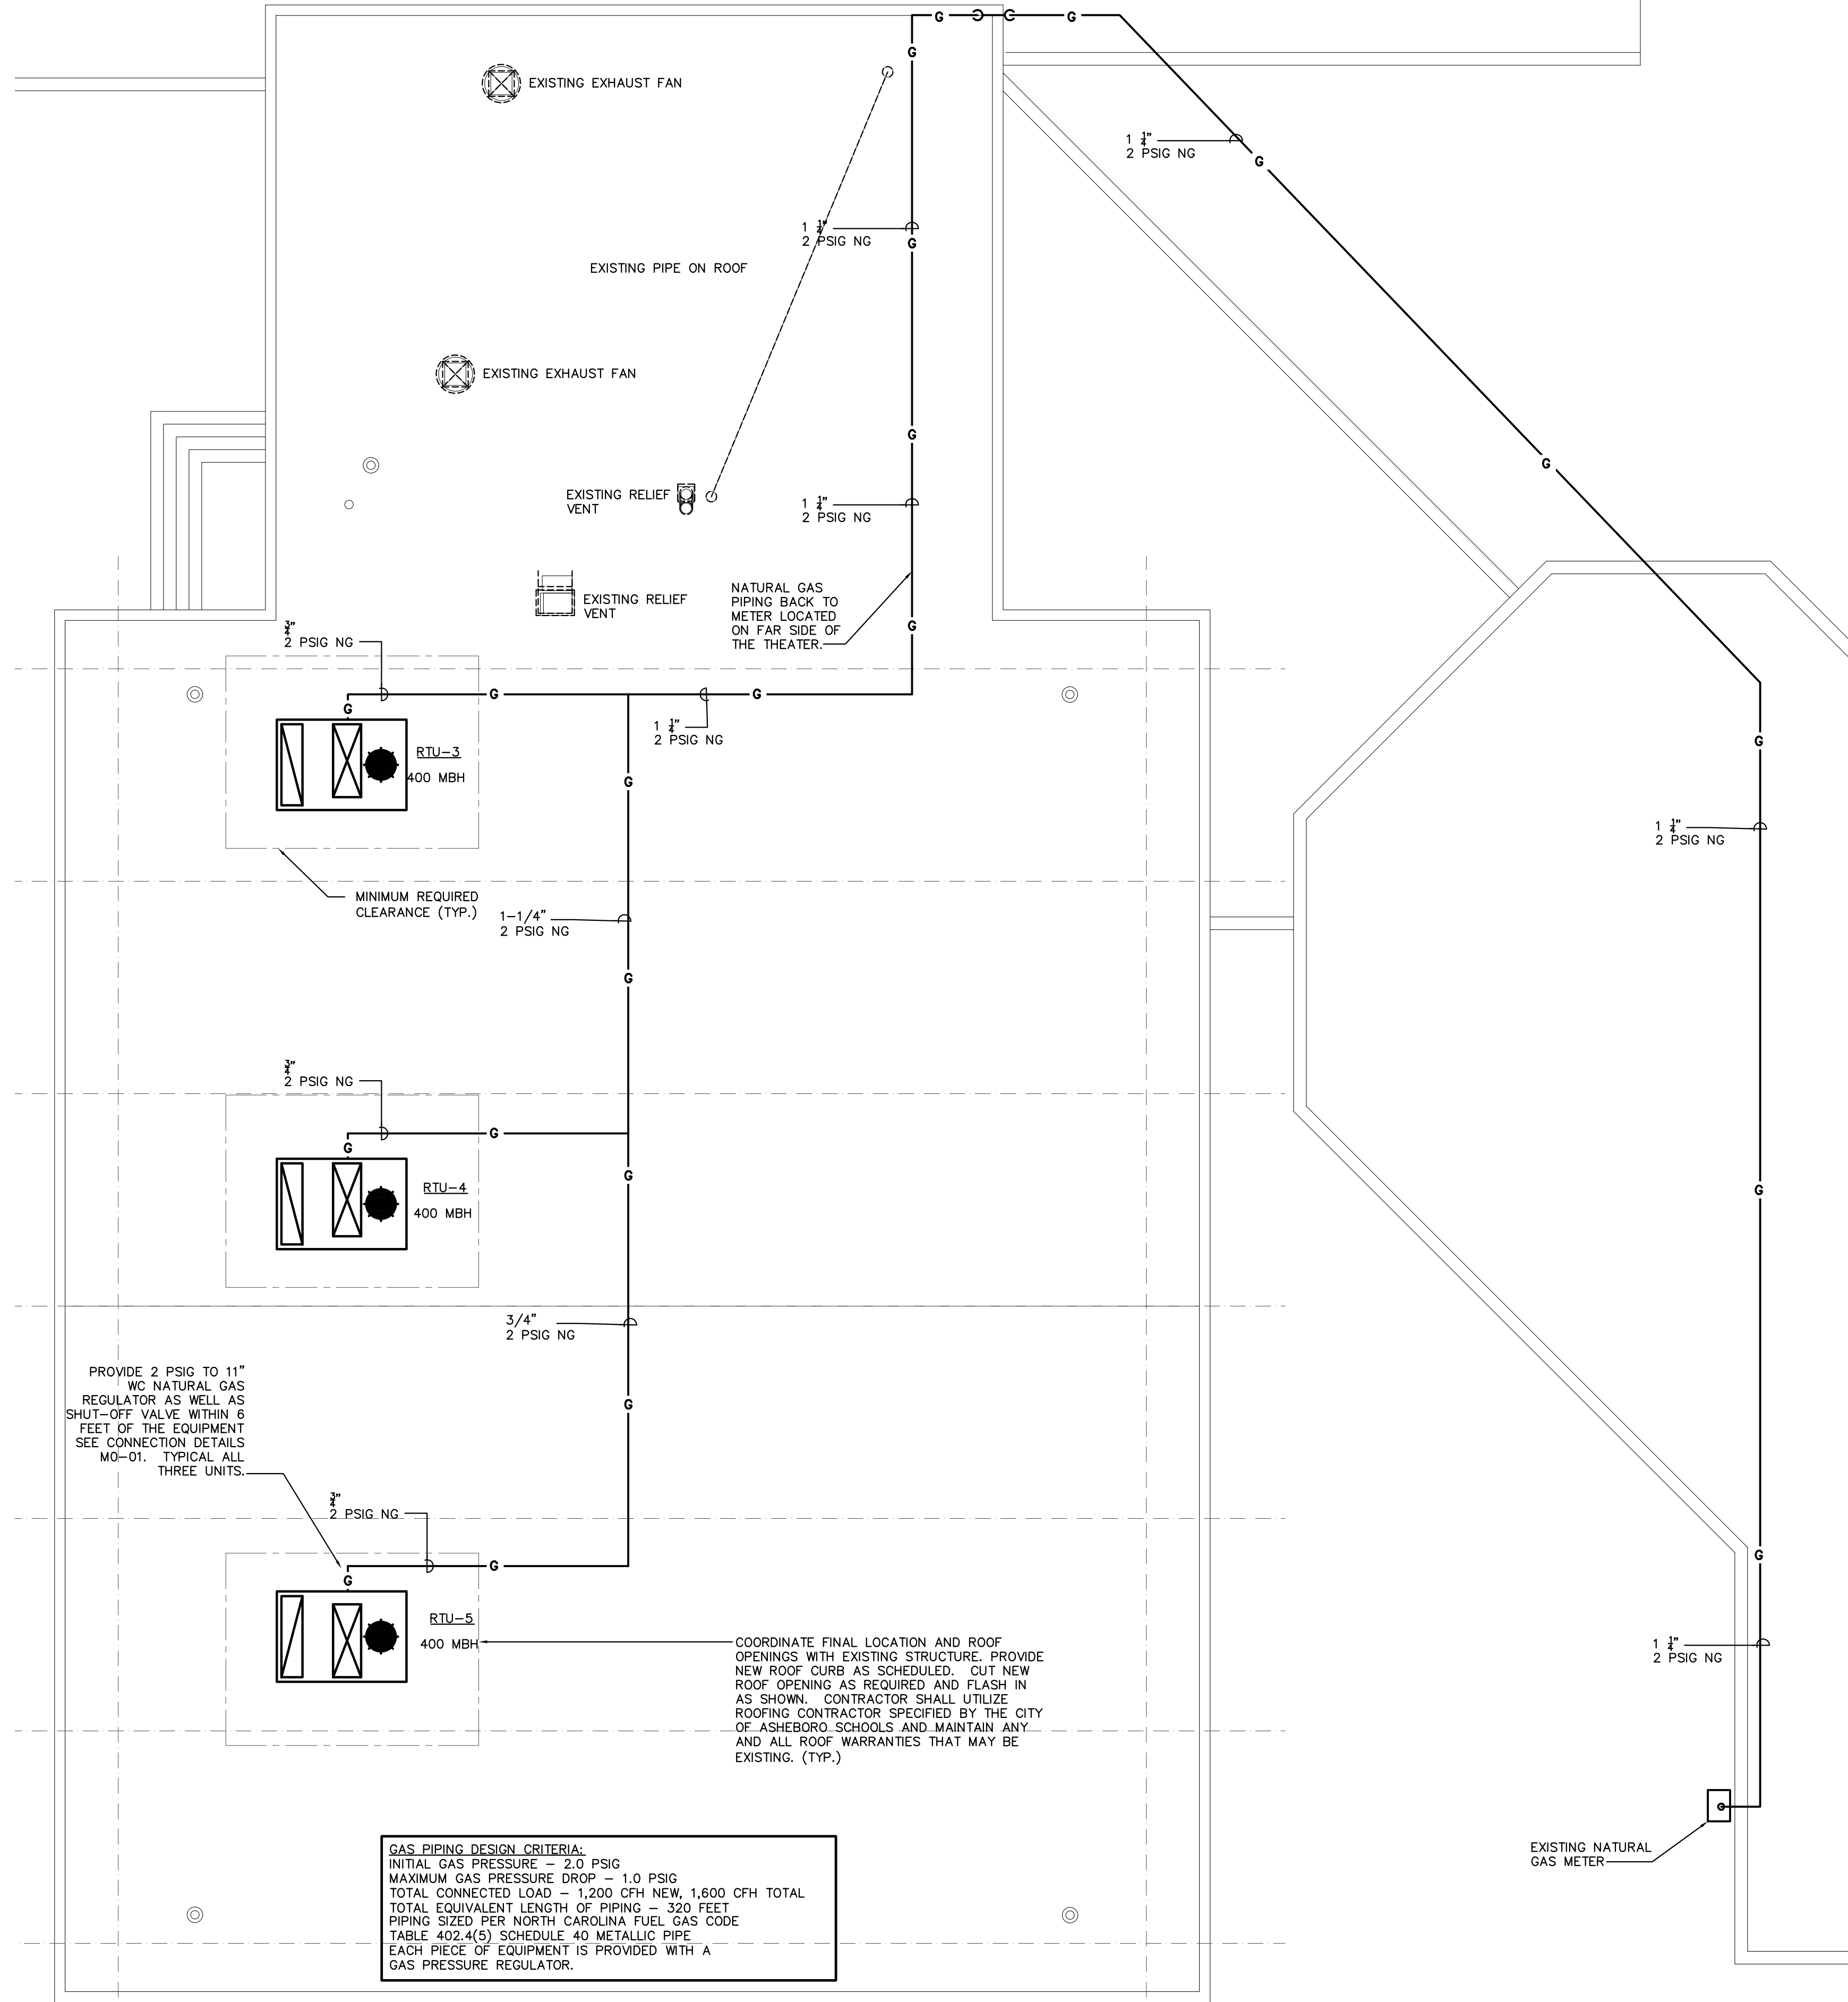 G
G
G
EXISTING EXHAUST FAN
1 1/4"
2 PSIG NG
G
1 1/4"
2 PSIG NG
G
EXISTING PIPE ON ROOF
EXISTING EXHAUST FAN
G
G
EXISTING RELIEF
VENT
1 1/4"
2 PSIG NG
NATURAL GAS
PIPING BACK TO
METER LOCATED
ON FAR SIDE OF
THE THEATER.
EXISTING RELIEF
VENT
G
3/4"
2 PSIG NG
G
G
G
1 1/4"
2 PSIG NG
G
RTU-3
400 MBH
G
1 1/4"
2 PSIG NG
MINIMUM REQUIRED
CLEARANCE (TYP.)
1-1/4"
2 PSIG NG
G
3/4"
2 PSIG NG
G
G
G
G
RTU-4
400 MBH
3/4"
2 PSIG NG
PROVIDE 2 PSIG TO 11"
WC NATURAL GAS
REGULATOR AS WELL AS
SHUT-OFF VALVE WITHIN 6
FEET OF THE EQUIPMENT
SEE CONNECTION DETAILS
M0-01. TYPICAL ALL
THREE UNITS.
G
3/4"
2 PSIG NG
G
G
G
RTU-5
400 MBH
COORDINATE FINAL LOCATION AND ROOF
OPENINGS WITH EXISTING STRUCTURE. PROVIDE
NEW ROOF CURB AS SCHEDULED. CUT NEW
ROOF OPENING AS REQUIRED AND FLASH IN
AS SHOWN. CONTRACTOR SHALL UTILIZE
ROOFING CONTRACTOR SPECIFIED BY THE CITY
OF ASHEBORO SCHOOLS AND MAINTAIN ANY
AND ALL ROOF WARRANTIES THAT MAY BE
EXISTING. (TYP.)
1 1/4"
2 PSIG NG
EXISTING NATURAL
GAS METER
GAS PIPING DESIGN CRITERIA:
INITIAL GAS PRESSURE - 2.0 PSIG
MAXIMUM GAS PRESSURE DROP - 1.0 PSIG
TOTAL CONNECTED LOAD - 1,200 CFH NEW, 1,600 CFH TOTAL
TOTAL EQUIVALENT LENGTH OF PIPING - 320 FEET
PIPING SIZED PER NORTH CAROLINA FUEL GAS CODE
TABLE 402.4(5) SCHEDULE 40 METALLIC PIPE
EACH PIECE OF EQUIPMENT IS PROVIDED WITH A
GAS PRESSURE REGULATOR.